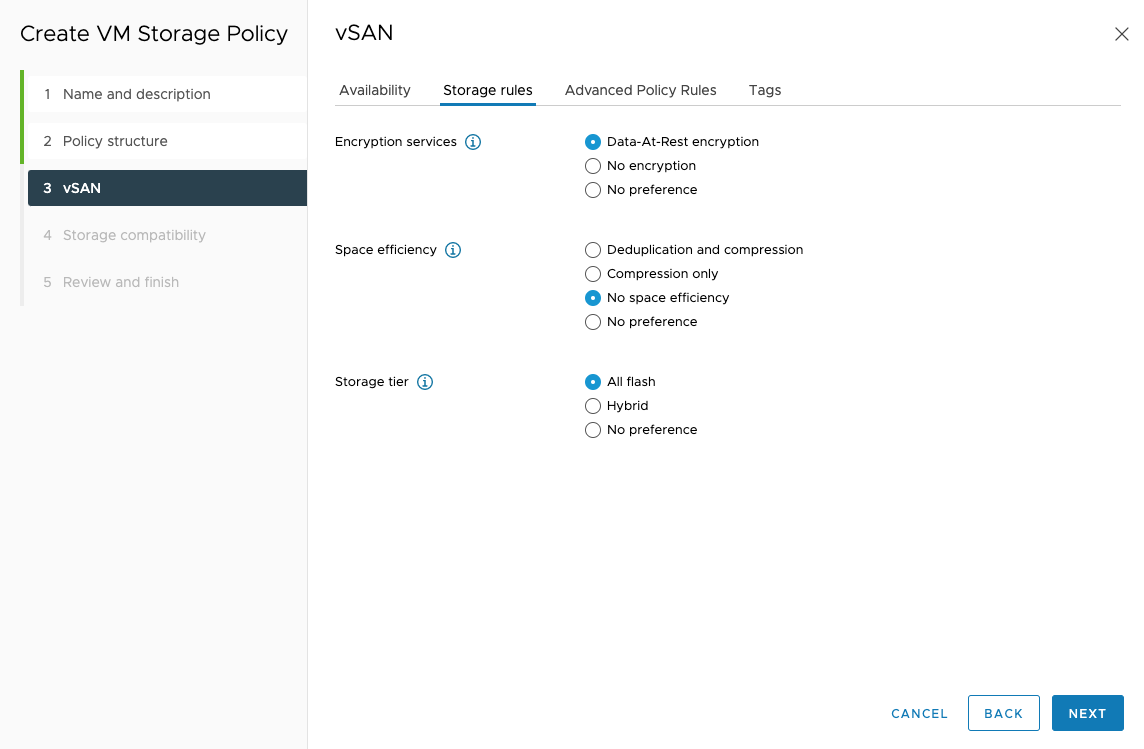 Create VM Storage Policy
1 Name and description
2 Policy structure
3 vSAN
4 Storage compatibility
5 Review and finish
vSAN
Availability Storage rules Advanced Policy Rules Tags
Encryption services
Data-At-Rest encryption
No encryption
No preference
Space efficiency
Deduplication and compression
Compression only
No space efficiency
No preference
Storage tier
All flash
Hybrid
No preference
CANCEL BACK NEXT